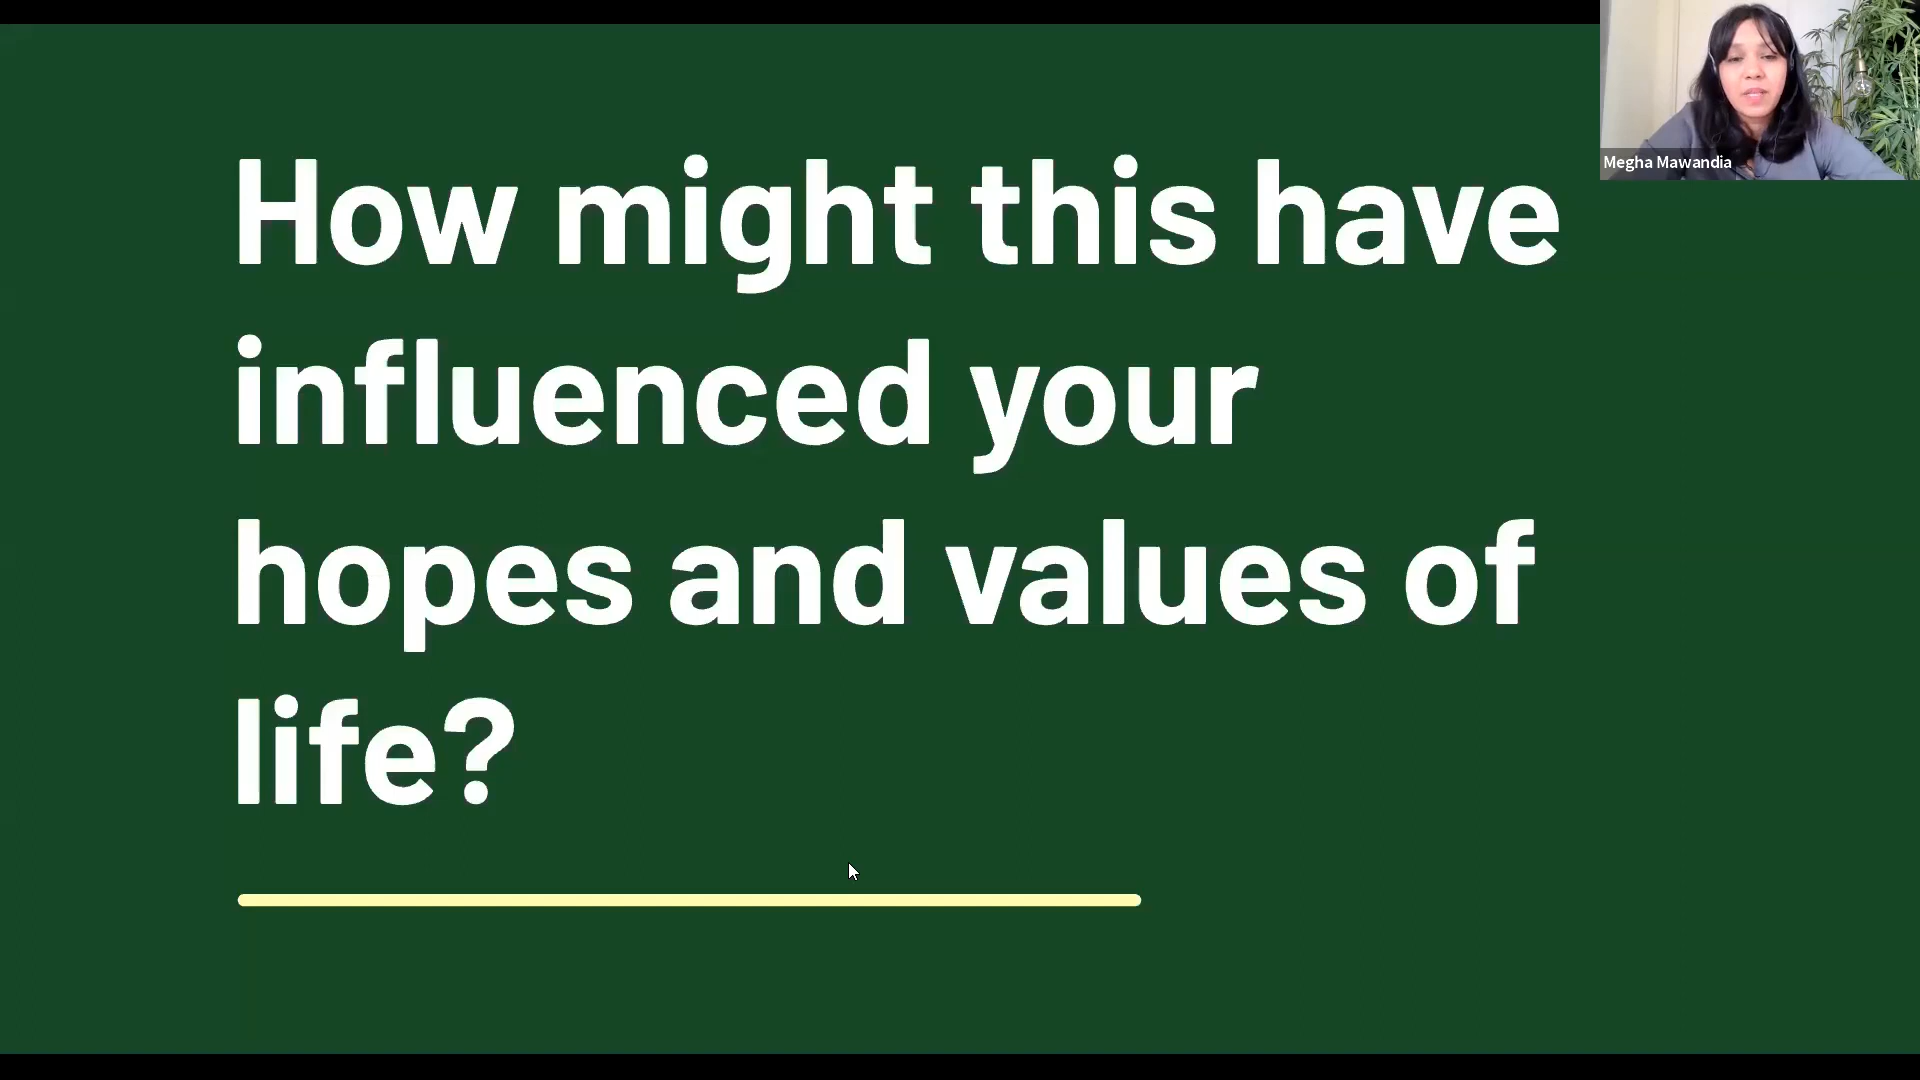 How might this have
influenced your
hopes and values of
life?
Megha Mawandia